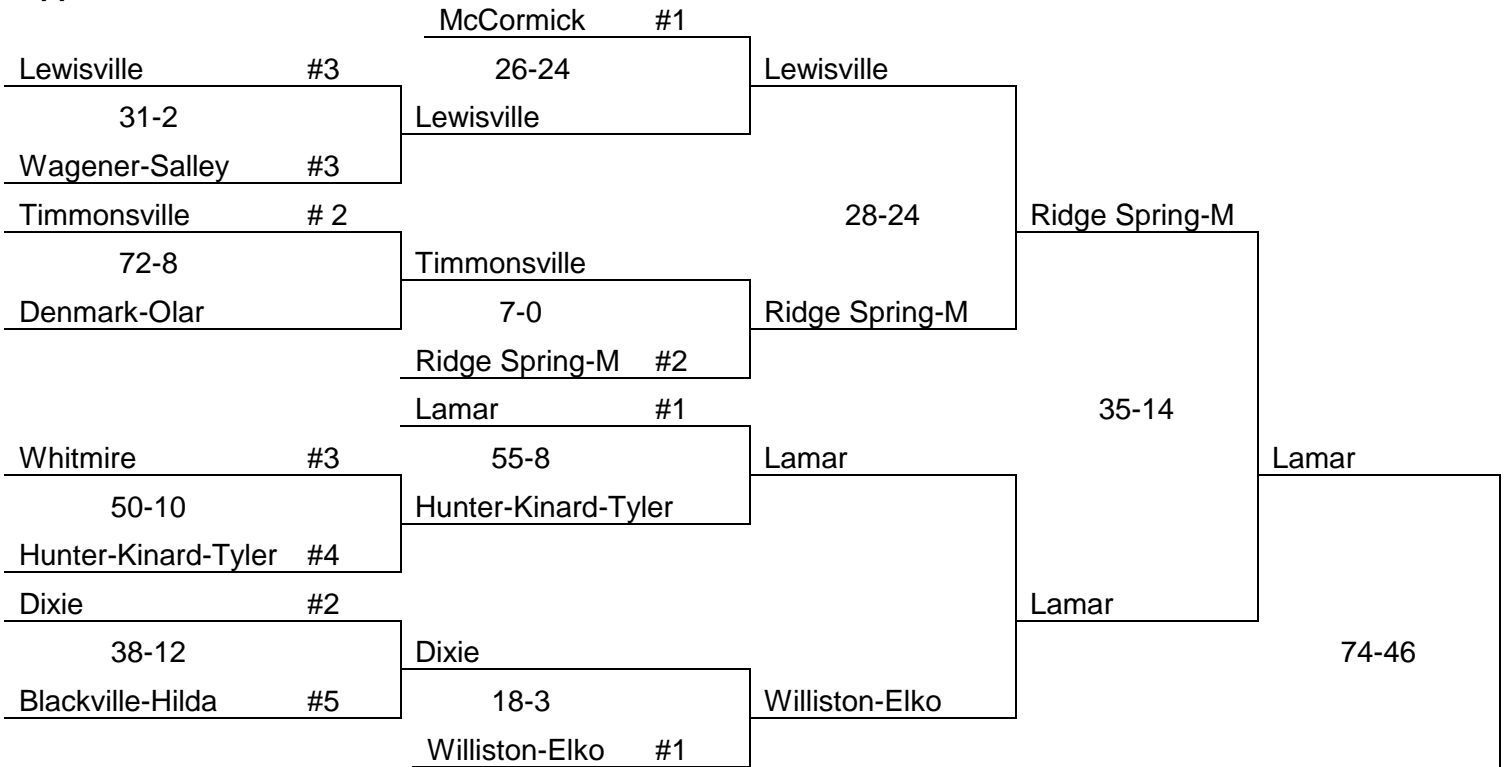 McCormick #1
Lewisville #3 26-24 Lewisville
31-2 Lewisville
Wagener-Salley #3
Timmonsville # 2 28-24 Ridge Spring-M
72-8 Timmonsville
Denmark-Olar 7-0 Ridge Spring-M
Ridge Spring-M #2
Lamar #1 35-14
Whitmire #3 55-8 Lamar Lamar
50-10 Hunter-Kinard-Tyler
Hunter-Kinard-Tyler #4
Dixie #2 Lamar
38-12 Dixie 74-46
Blackville-Hilda #5 18-3 Williston-Elko
Williston-Elko #1